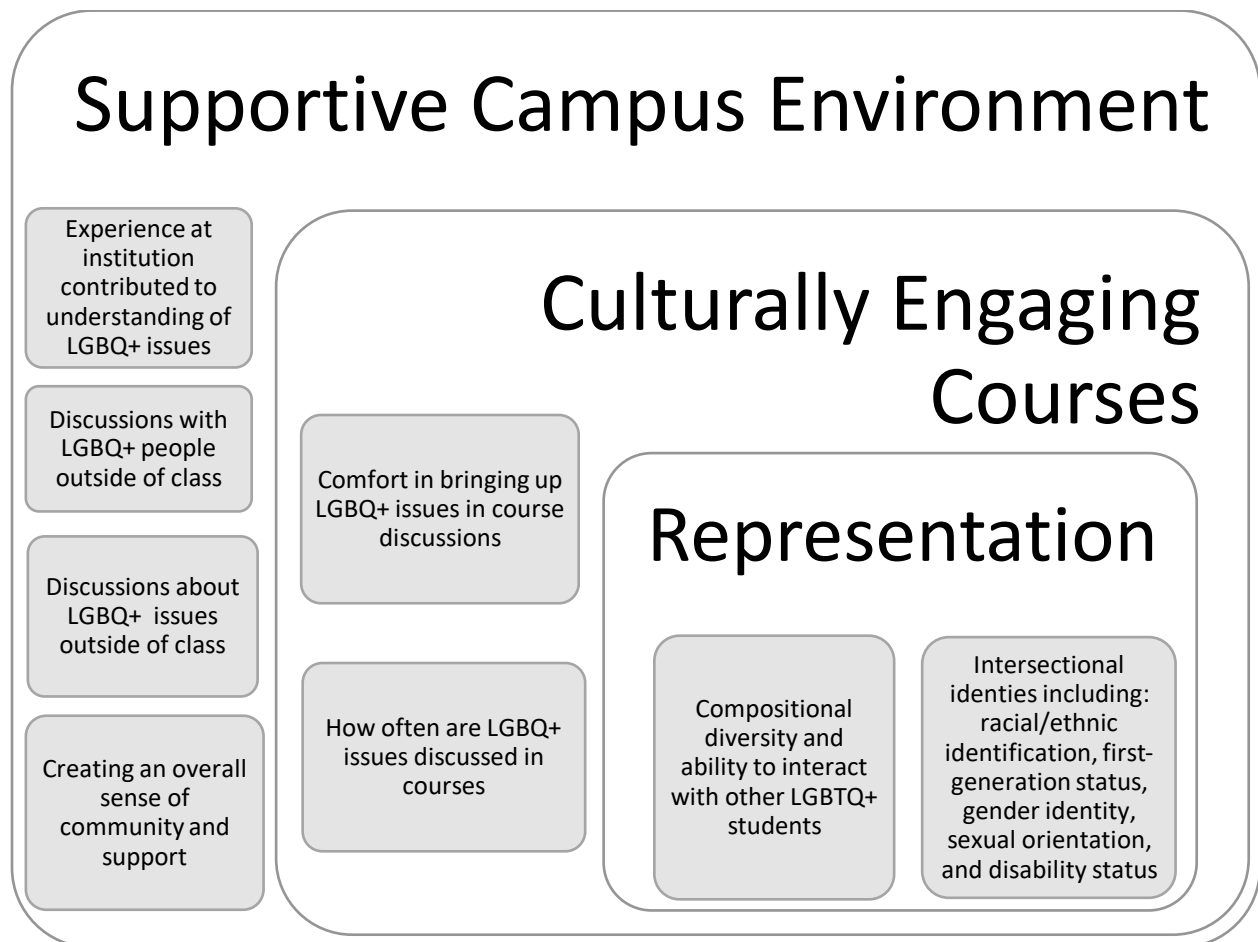 Supportive Campus Environment
Experience at
institution
contributed to
understanding of
LGBQ+ issues
Discussions with
LGBQ+ people
outside of class
Discussions about
LGBQ+ issues
outside of class
Creating an overall
sense of
community and
support
Culturally Engaging
Courses
Comfort in bringing up
LGBQ+ issues in course
discussions
How often are LGBQ+
issues discussed in
courses
Representation
Compositional
diversity and
ability to interact
with other LGBTQ+
students
Intersectional
identies including:
racial/ethnic
identification, first-
generation status,
gender identity,
sexual orientation,
and disability status